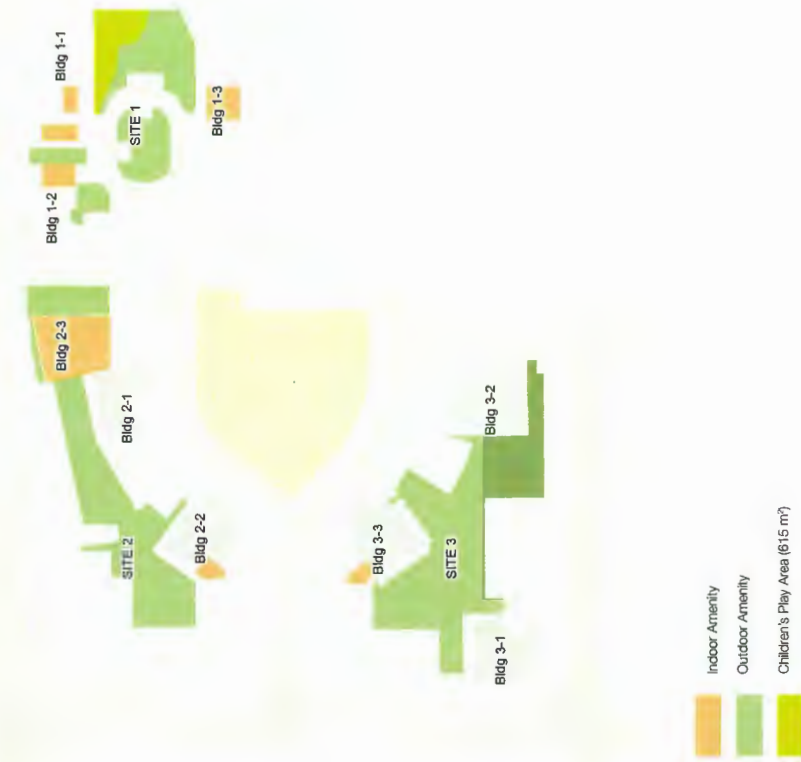 Bldg 1-1
SITE 1
Bldg 1-3
Bldg 1-2
Bldg 2-3
Bldg 2-1
SITE 2
Bldg 2-2
Bldg 3-2
Bldg 3-3
SITE 3
Bldg 3-1
Indoor Amenity
Outdoor Amenity
Children's Play Area (615 m²)